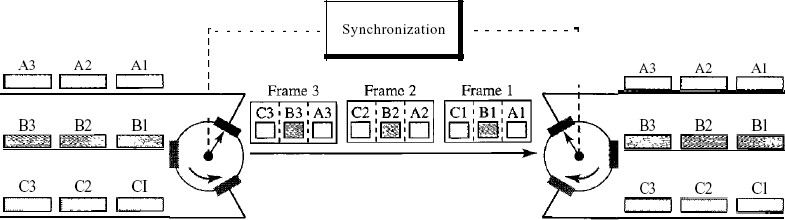 Synchronization
A3 A2 A1
A3 A2 A1
Frame 3 Frame 2 Frame 1
C3 B3 A3 C2 B2 A2 C1 B1 A1
B3 B2 B1
B3 B2 B1
C3 C2 CI
C3 C2 C1